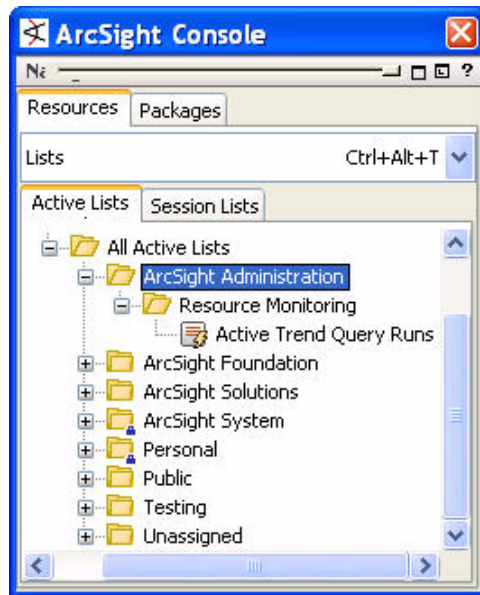 ArcSight Console
Na
?
Resources Packages
Lists Ctrl+Alt+T
Active Lists Session Lists
All Active Lists
ArcSight Administration
Resource Monitoring
Active Trend Query Runs
ArcSight Foundation
ArcSight Solutions
ArcSight System
Personal
Public
Testing
Unassigned